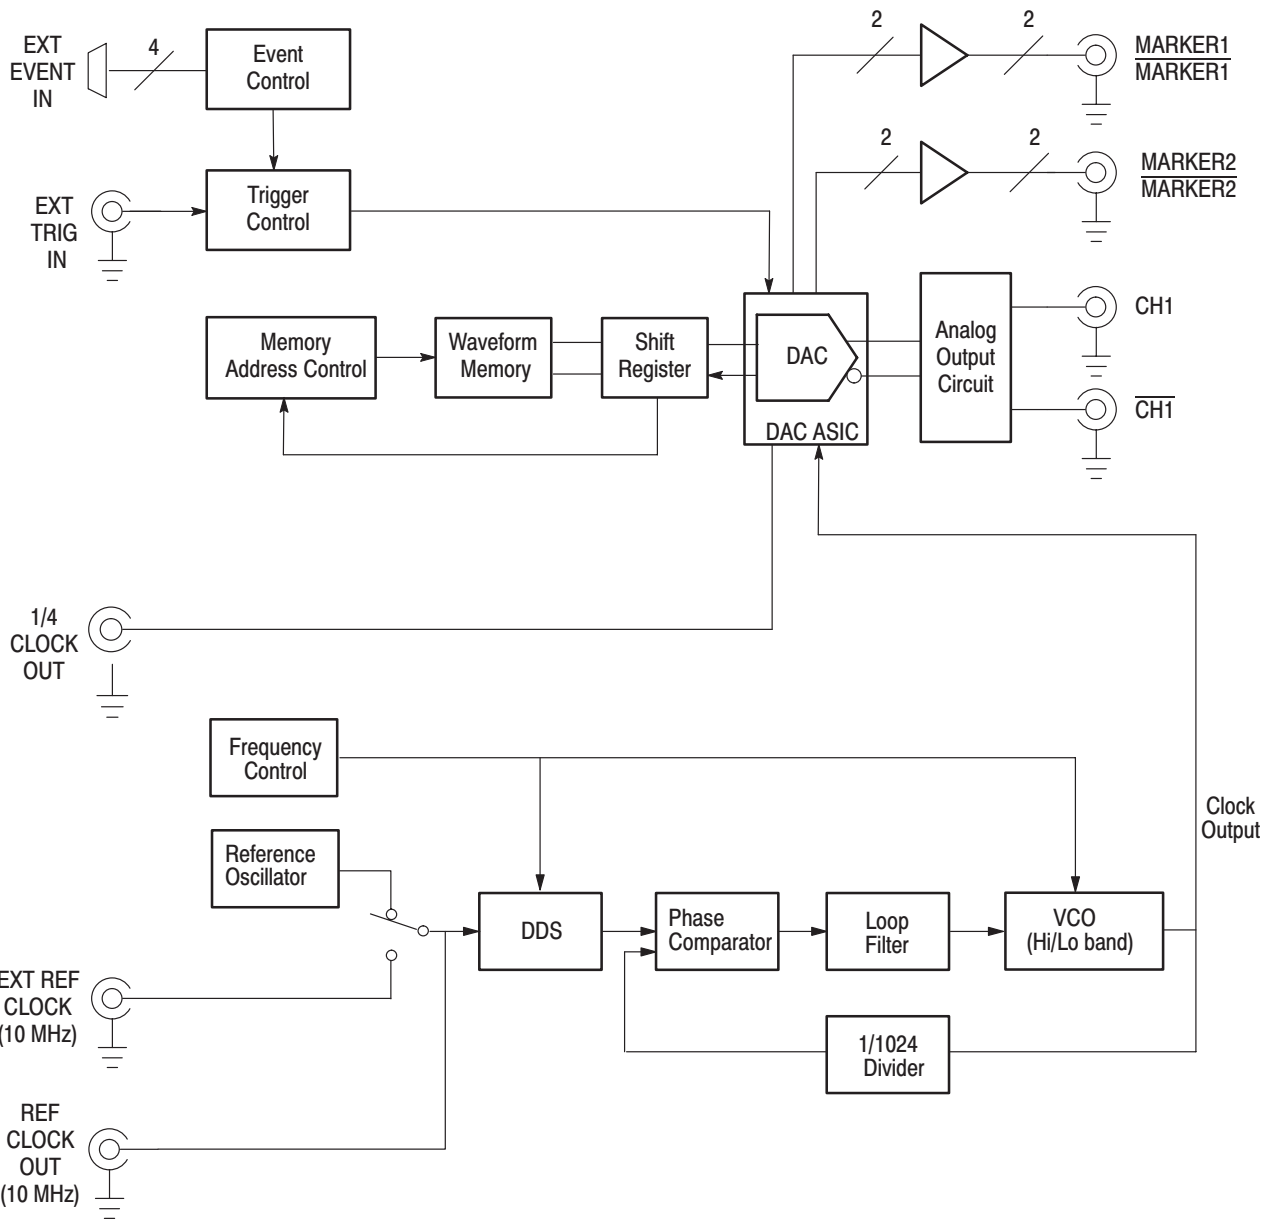 EXT
EVENT
IN
4
Event
Control
2
2
MARKER1
MARKER1
EXT
TRIG
IN
Trigger
Control
2
2
MARKER2
MARKER2
Memory
Address Control
Waveform
Memory
Shift
Register
DAC
DAC ASIC
Analog
Output
Circuit
CH1
CH1
1/4
CLOCK
OUT
Frequency
Control
Clock
Output
Reference
Oscillator
DDS
Phase
Comparator
Loop
Filter
VCO
(Hi/Lo band)
EXT REF
CLOCK
(10 MHz)
1/1024
Divider
REF
CLOCK
OUT
(10 MHz)